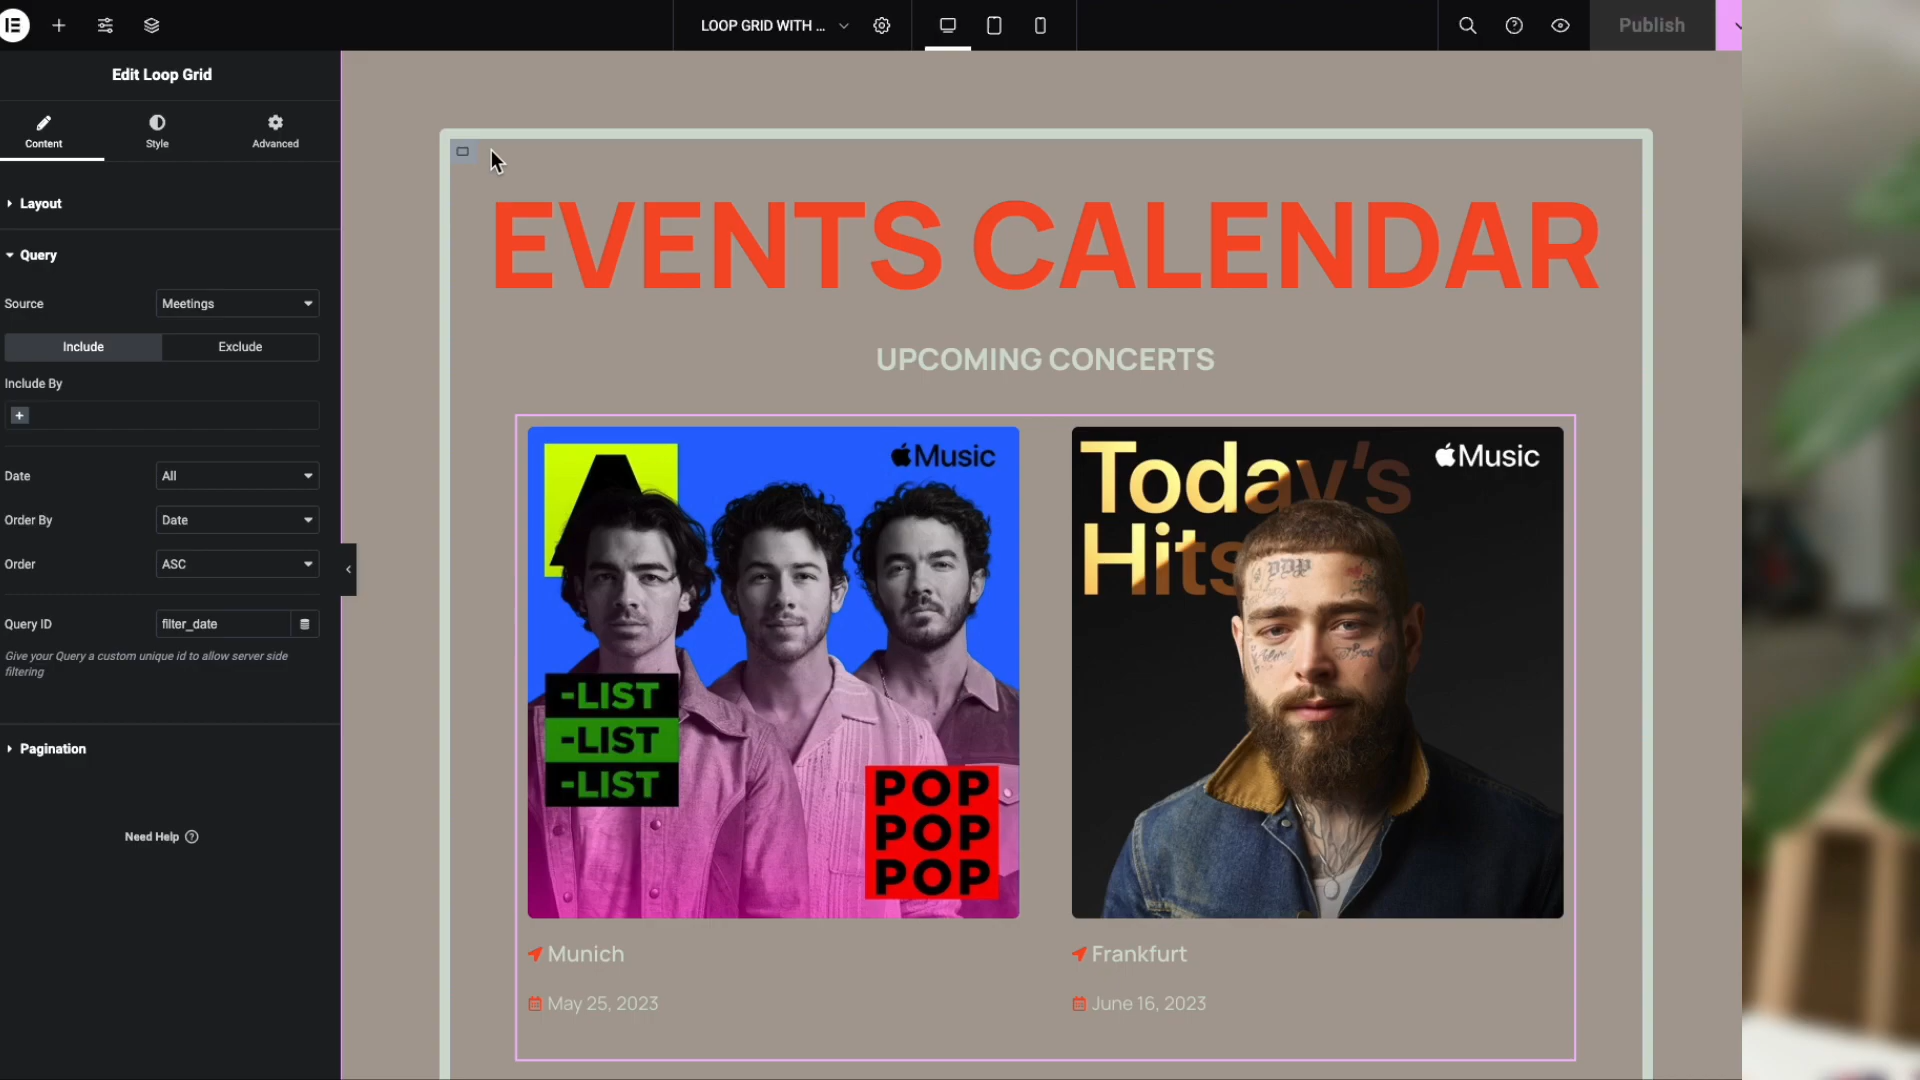 LOOP GRID WITH ...
Publish
Edit Loop Grid
Content
Style
Advanced
Layout
Query
Source
Meetings
Include
Exclude
Include By
Date
All
Order By
Date
Order
ASC
Query ID
filter_date
Give your Query a custom unique id to allow server side
filtering
Pagination
Need Help
EVENTS CALENDAR
UPCOMING CONCERTS
A
Music
-LIST
-LIST
-LIST
POP
POP
POP
Today's
Hits
Music
Munich
May 25, 2023
Frankfurt
June 16, 2023